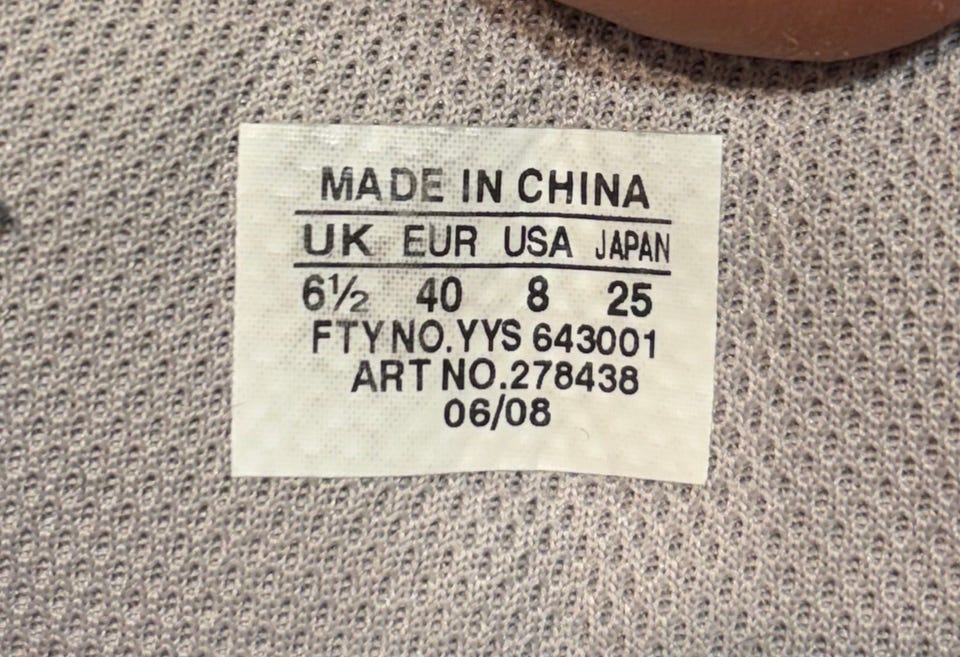 MADE IN CHINA
UK EUR USA JAPAN
6½ 40 8 25
FTY NO. YYS 643001
ART NO. 278438
06/08